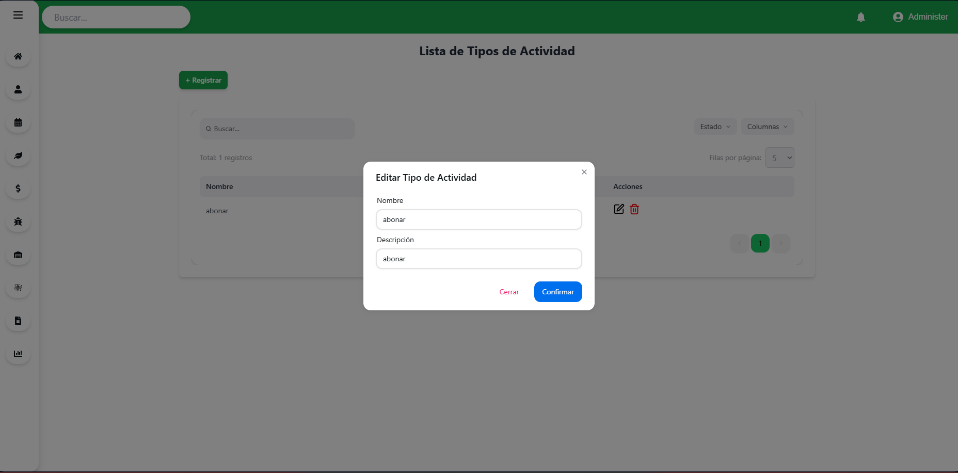 Buscar...
Administer
Lista de Tipos de Actividad
+ Registrar
Buscar...
Estado
Columnas
Total: 1 registros
Filas por página:
5
Nombre
Acciones
abonar
1
Editar Tipo de Actividad
Nombre
abonar
Descripción
abonar
Cerrar
Confirmar